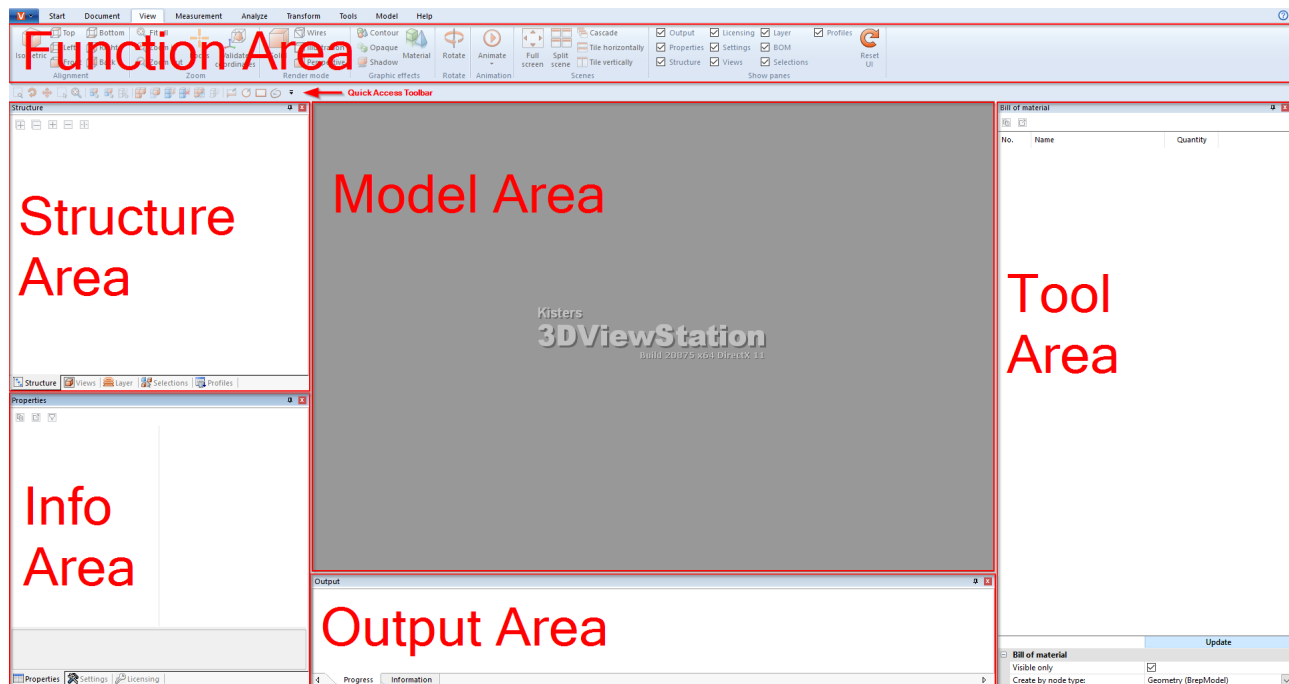 Start Document View Measurement Analyze Transform Tools Model Help
Top Bottom Wires Contour Cascade Output Licensing Layer Profiles
Opaque Material Rotate Animate Full screen Split scene Tile horizontally Properties Settings BOM Reset UI
Shadow Tile vertically Structure Views Selections
Function Area
Alignment Zoom Render mode Graphic effects Rotate Animation Scenes Show panes
Quick Access Toolbar
Structure
Structure
Area
Structure Views Layer Selections Profiles
Properties
Info
Area
Properties Settings Licensing
Model Area
Kisters
3DViewStation
Build 20075 x64 DirectX 11
Output
Output Area
Progress Information
Bill of material
No. Name Quantity
Tool
Area
Update
Bill of material
Visible only
Create by node type: Geometry (BrepModel)